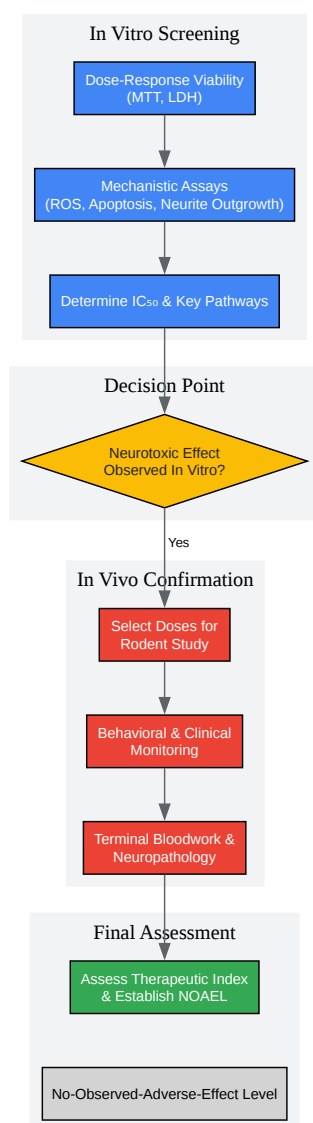 In Vitro Screening
Dose-Response Viability
(MTT, LDH)
Mechanistic Assays
(ROS, Apoptosis, Neurite Outgrowth)
Determine IC₅₀ & Key Pathways
Decision Point
Neurotoxic Effect
Observed In Vitro?
Yes
In Vivo Confirmation
Select Doses for
Rodent Study
Behavioral & Clinical
Monitoring
Terminal Bloodwork &
Neuropathology
Final Assessment
Assess Therapeutic Index
& Establish NOAEL
No-Observed-Adverse-Effect Level